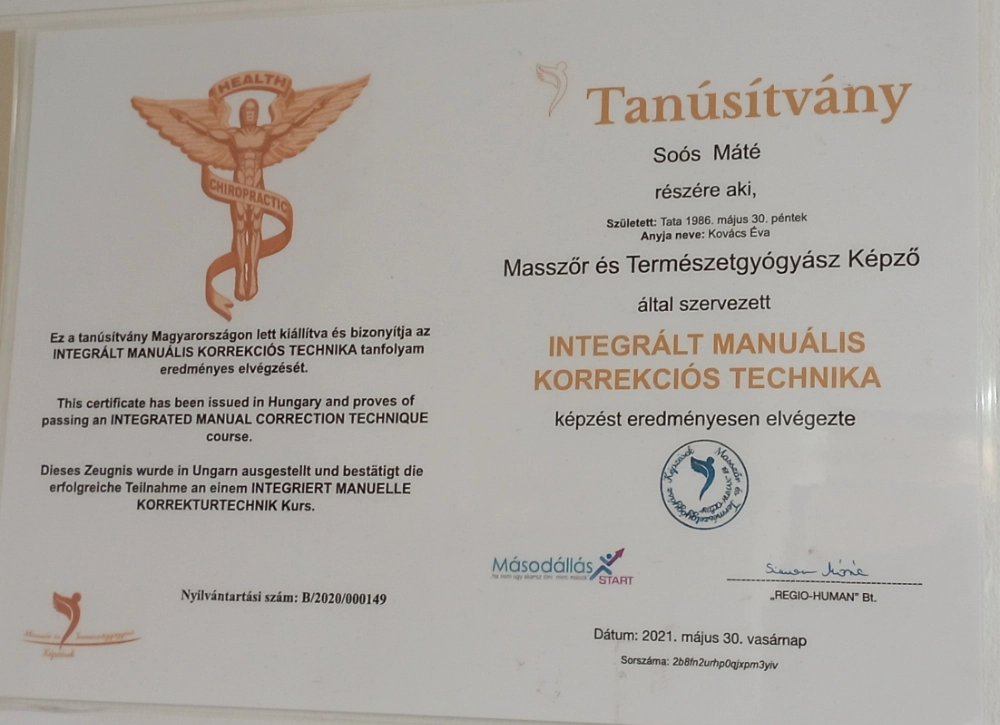 HEALTH
CHIROPRACTIC
Ez a tanúsítvány Magyarországon lett kiállítva és bizonyítja az
INTEGRÁLT MANUÁLIS KORREKCIÓS TECHNIKA tanfolyam
eredményes elvégzését.
This certificate has been issued in Hungary and proves of
passing an INTEGRATED MANUAL CORRECTION TECHNIQUE
course.
Dieses Zeugnis wurde in Ungarn ausgestellt und bestätigt die
erfolgreiche Teilnahme an einem INTEGRIERT MANUELLE
KORREKTURTECHNIK Kurs.
Nyilvántartási szám: B/2020/000149
Tanúsítvány
Soós Máté
részére aki,
Született: Tata 1986. május 30. péntek
Anyja neve: Kovács Éva
Masszőr és Természetgyógyász Képző
által szervezett
INTEGRÁLT MANUÁLIS
KORREKCIÓS TECHNIKA
képzést eredményesen elvégezte
Masszőr és Természetgyógyász Képzések
Másodállás
START
„REGIO-HUMAN" Bt.
Dátum: 2021. május 30. vasárnap
Sorszáma: 2b8fn2urhp0qjxpm3yiv